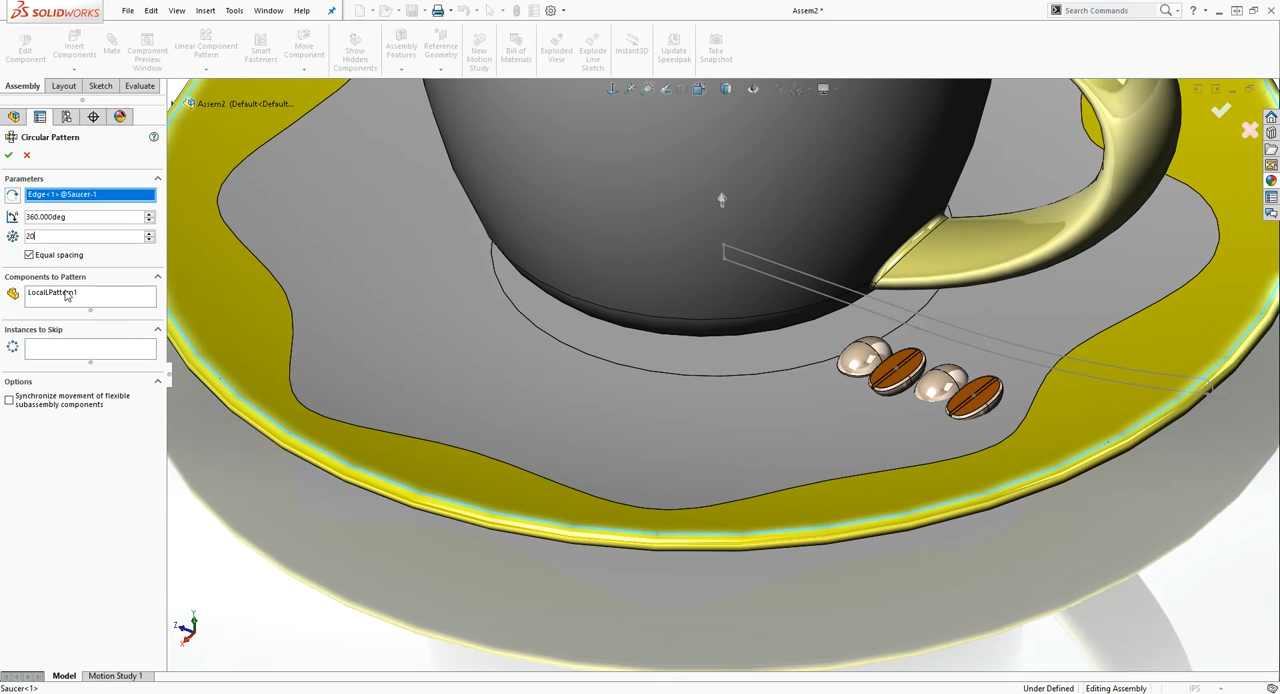 SOLIDWORKS
File Edit View Insert Tools Window Help
Assem2 *
Search Commands
Edit Component
Insert Components
Mate
Component Preview Window
Linear Component Pattern
Smart Fasteners
Move Component
Show Hidden Components
Assembly Features
Reference Geometry
New Motion Study
Bill of Materials
Exploded View
Explode Line Sketch
Instant3D
Update Speedpak
Take Snapshot
Assembly Layout Sketch Evaluate
Assem2 (Default<Default...
Circular Pattern
Parameters
Edge<1>@Saucer-1
360.000deg
20
Equal spacing
Components to Pattern
LocalLPattern1
Instances to Skip
Options
Synchronize movement of flexible
subassembly components
Y
Z
X
Model Motion Study 1
Saucer<1>
Under Defined Editing Assembly IPS